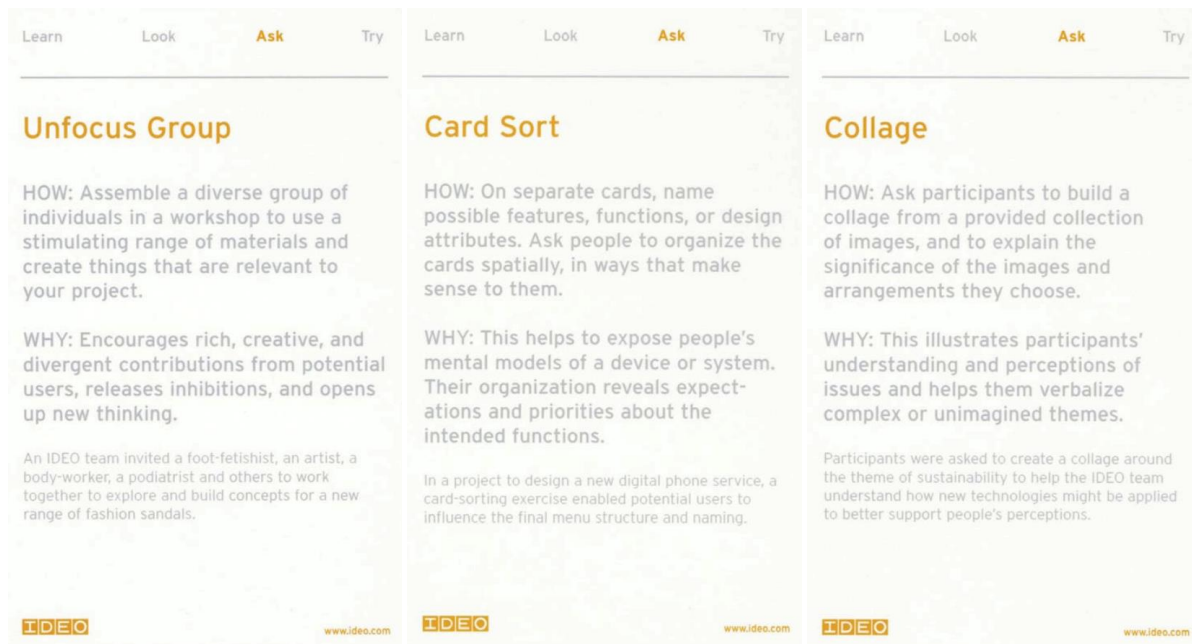 Learn Look Ask Try
Unfocus Group
HOW: Assemble a diverse group of
individuals in a workshop to use a
stimulating range of materials and
create things that are relevant to
your project.
WHY: Encourages rich, creative, and
divergent contributions from potential
users, releases inhibitions, and opens
up new thinking.
An IDEO team invited a foot-fetishist, an artist, a
body-worker, a podiatrist and others to work
together to explore and build concepts for a new
range of fashion sandals.
IDEO www.ideo.com
Learn Look Ask Try
Card Sort
HOW: On separate cards, name
possible features, functions, or design
attributes. Ask people to organize the
cards spatially, in ways that make
sense to them.
WHY: This helps to expose people's
mental models of a device or system.
Their organization reveals expect-
ations and priorities about the
intended functions.
In a project to design a new digital phone service, a
card-sorting exercise enabled potential users to
influence the final menu structure and naming.
IDEO www.ideo.com
Learn Look Ask Try
Collage
HOW: Ask participants to build a
collage from a provided collection
of images, and to explain the
significance of the images and
arrangements they choose.
WHY: This illustrates participants'
understanding and perceptions of
issues and helps them verbalize
complex or unimagined themes.
Participants were asked to create a collage around
the theme of sustainability to help the IDEO team
understand how new technologies might be applied
to better support people's perceptions.
IDEO www.ideo.com